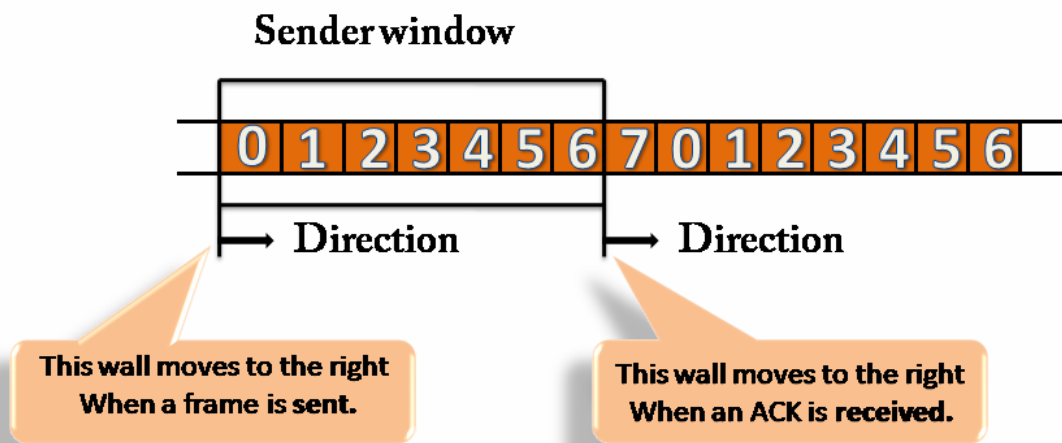 Sender window
0 1 2 3 4 5 6 7 0 1 2 3 4 5 6
Direction Direction
This wall moves to the right
When a frame is sent.
This wall moves to the right
When an ACK is received.